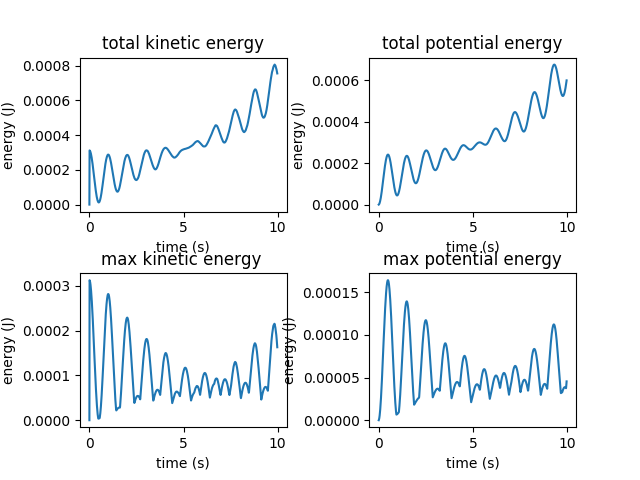 total kinetic energy
total potential energy
energy (J)
0.0008
0.0006
0.0004
0.0002
0.0000
0
5
10
time (s)
energy (J)
0.0006
0.0004
0.0002
0.0000
0
5
10
time (s)
max kinetic energy
max potential energy
energy (J)
0.0003
0.0002
0.0001
0.0000
0
5
10
time (s)
energy (J)
0.00015
0.00010
0.00005
0.00000
0
5
10
time (s)